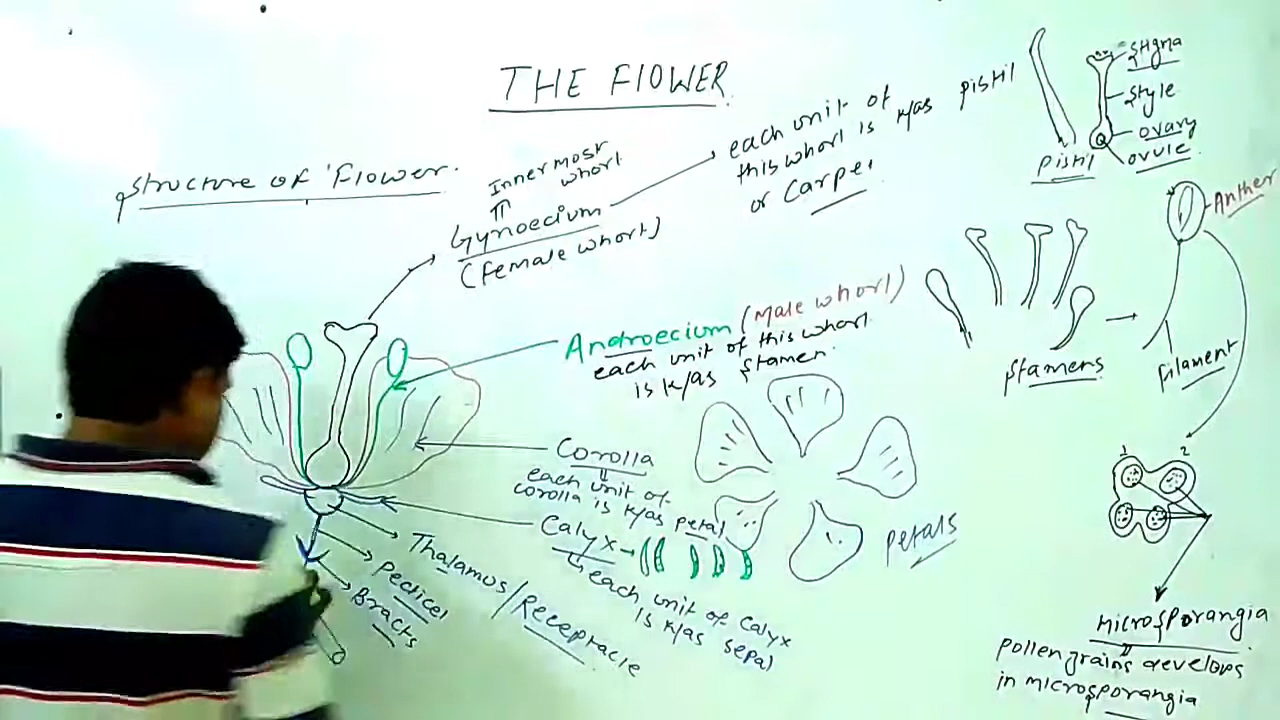 THE FlOWER.
Structure of Flower.
Innermost
whorl
Gynoecium
(Female whorl)
each unit of
this whorl is k/as pistil
or Carpel
Stigma
style
ovary
ovule
Pistil
Anther
Filament
Stamens
Androecium (Male whorl)
each unit of this whorl
is k/as stamen.
Corolla
each unit of
corolla is k/as petal
Petals
Calyx
each unit of Calyx
is k/as sepal
Thalamus/Receptacle
Pedicel
Bracts
1 2
Microsporangia
pollen grains develops
in microsporangia